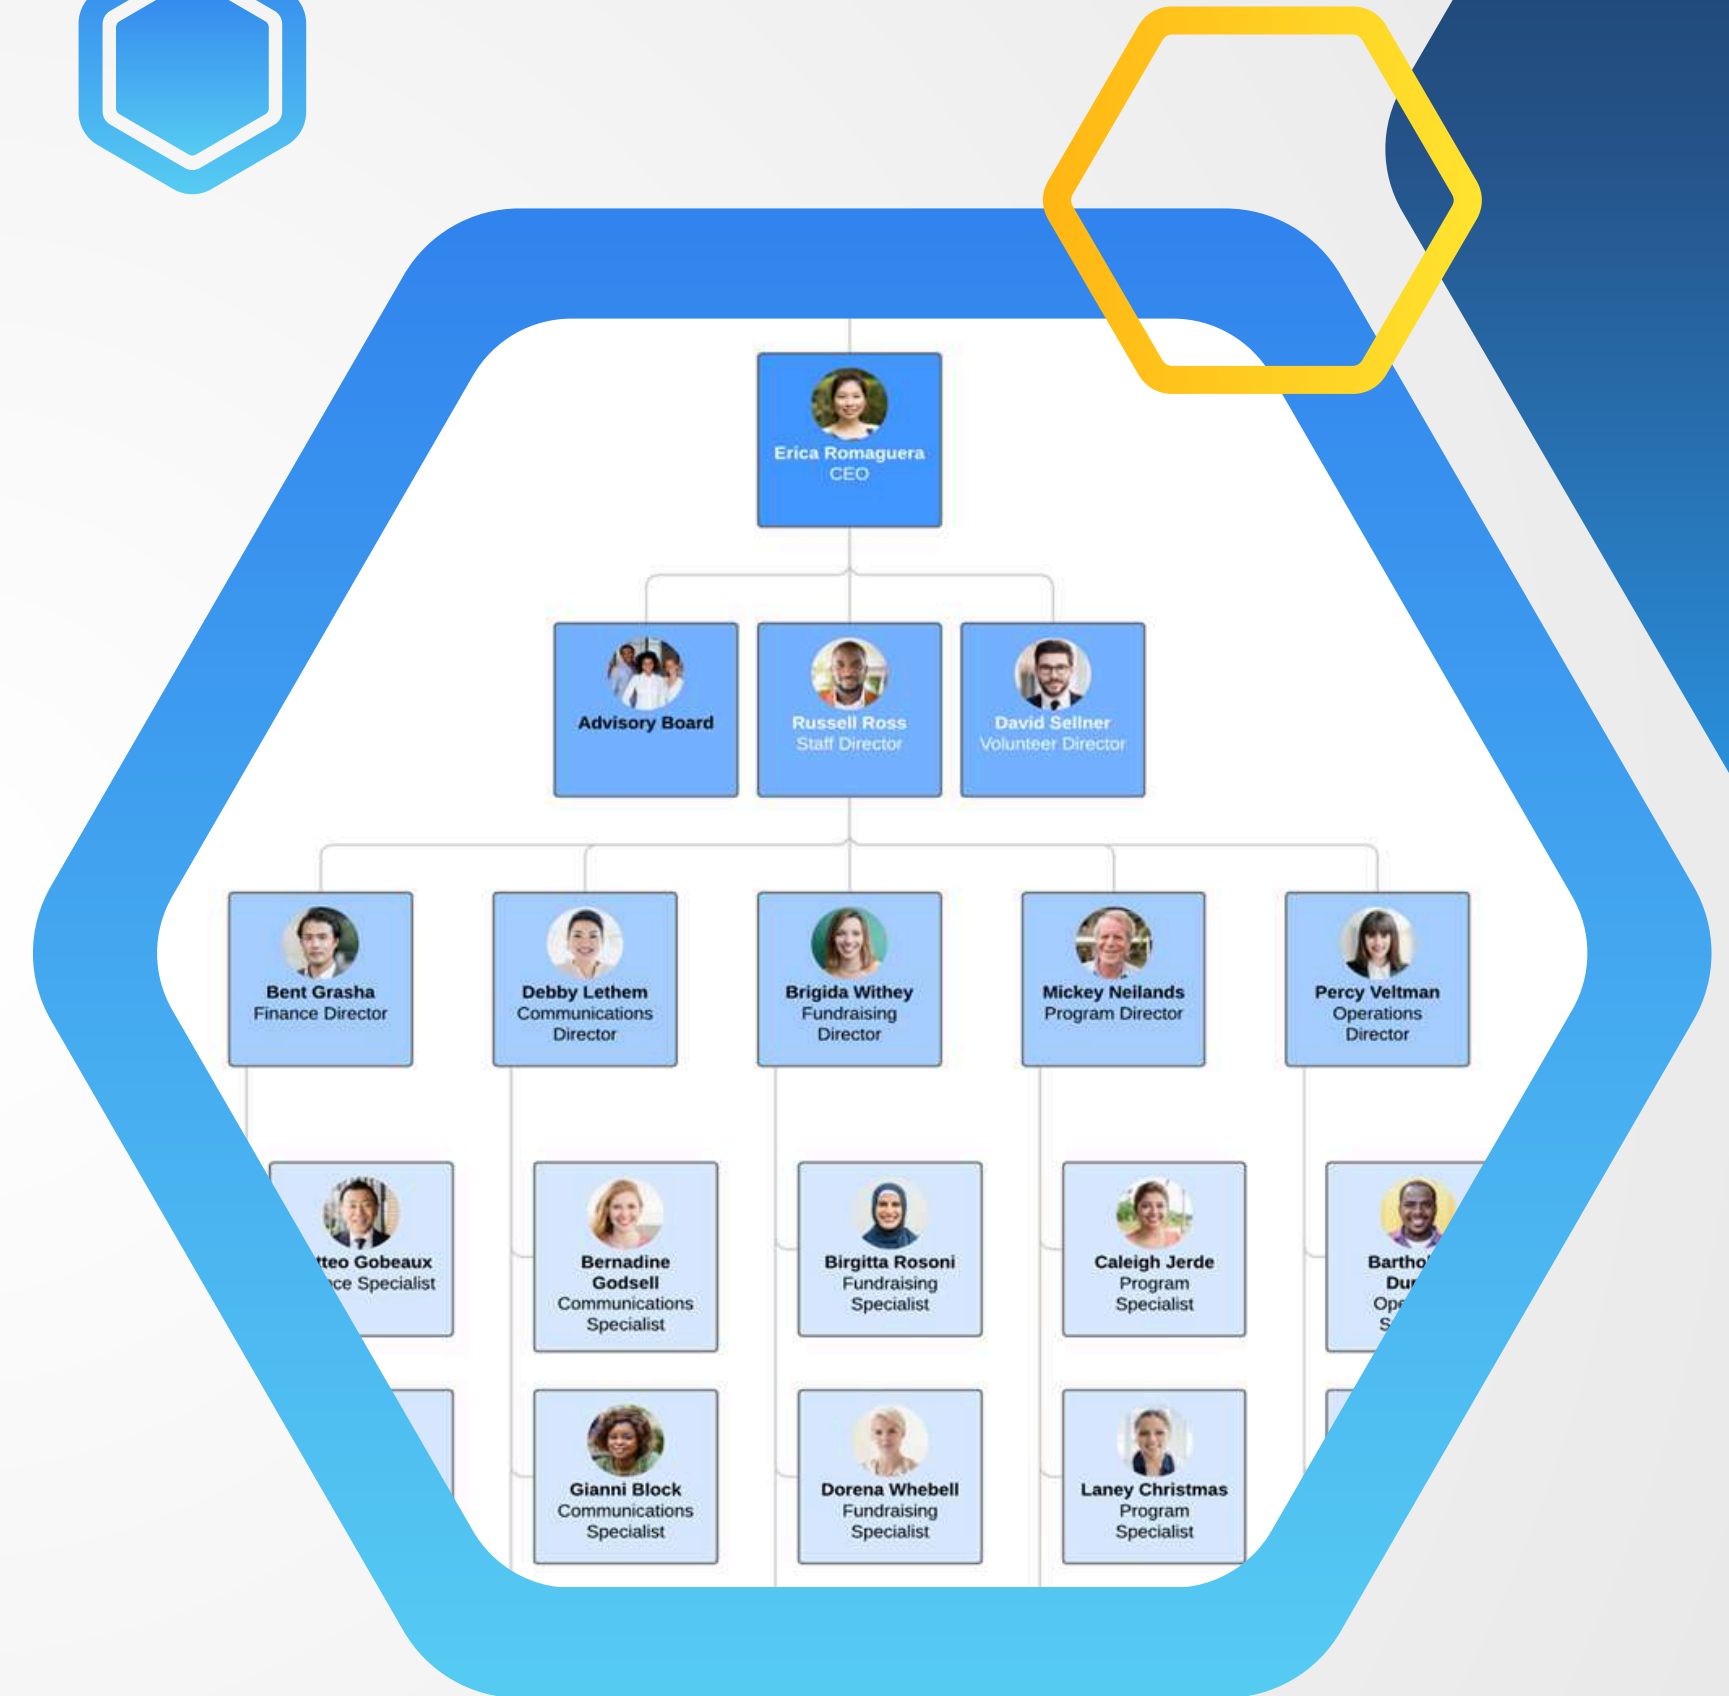 Erica Romaguera
CEO
Advisory Board
Russell Ross
Staff Director
David Sellner
Volunteer Director
Bent Grasha
Finance Director
Debby Lethem
Communications
Director
Brigida Withey
Fundraising
Director
Mickey Neilands
Program Director
Percy Veltman
Operations
Director
Gobeaux
Specialist
Bernadine
Godsell
Communications
Specialist
Birgitta Rosoni
Fundraising
Specialist
Caleigh Jerde
Program
Specialist
Gianni Block
Communications
Specialist
Dorena Whebell
Fundraising
Specialist
Laney Christmas
Program
Specialist